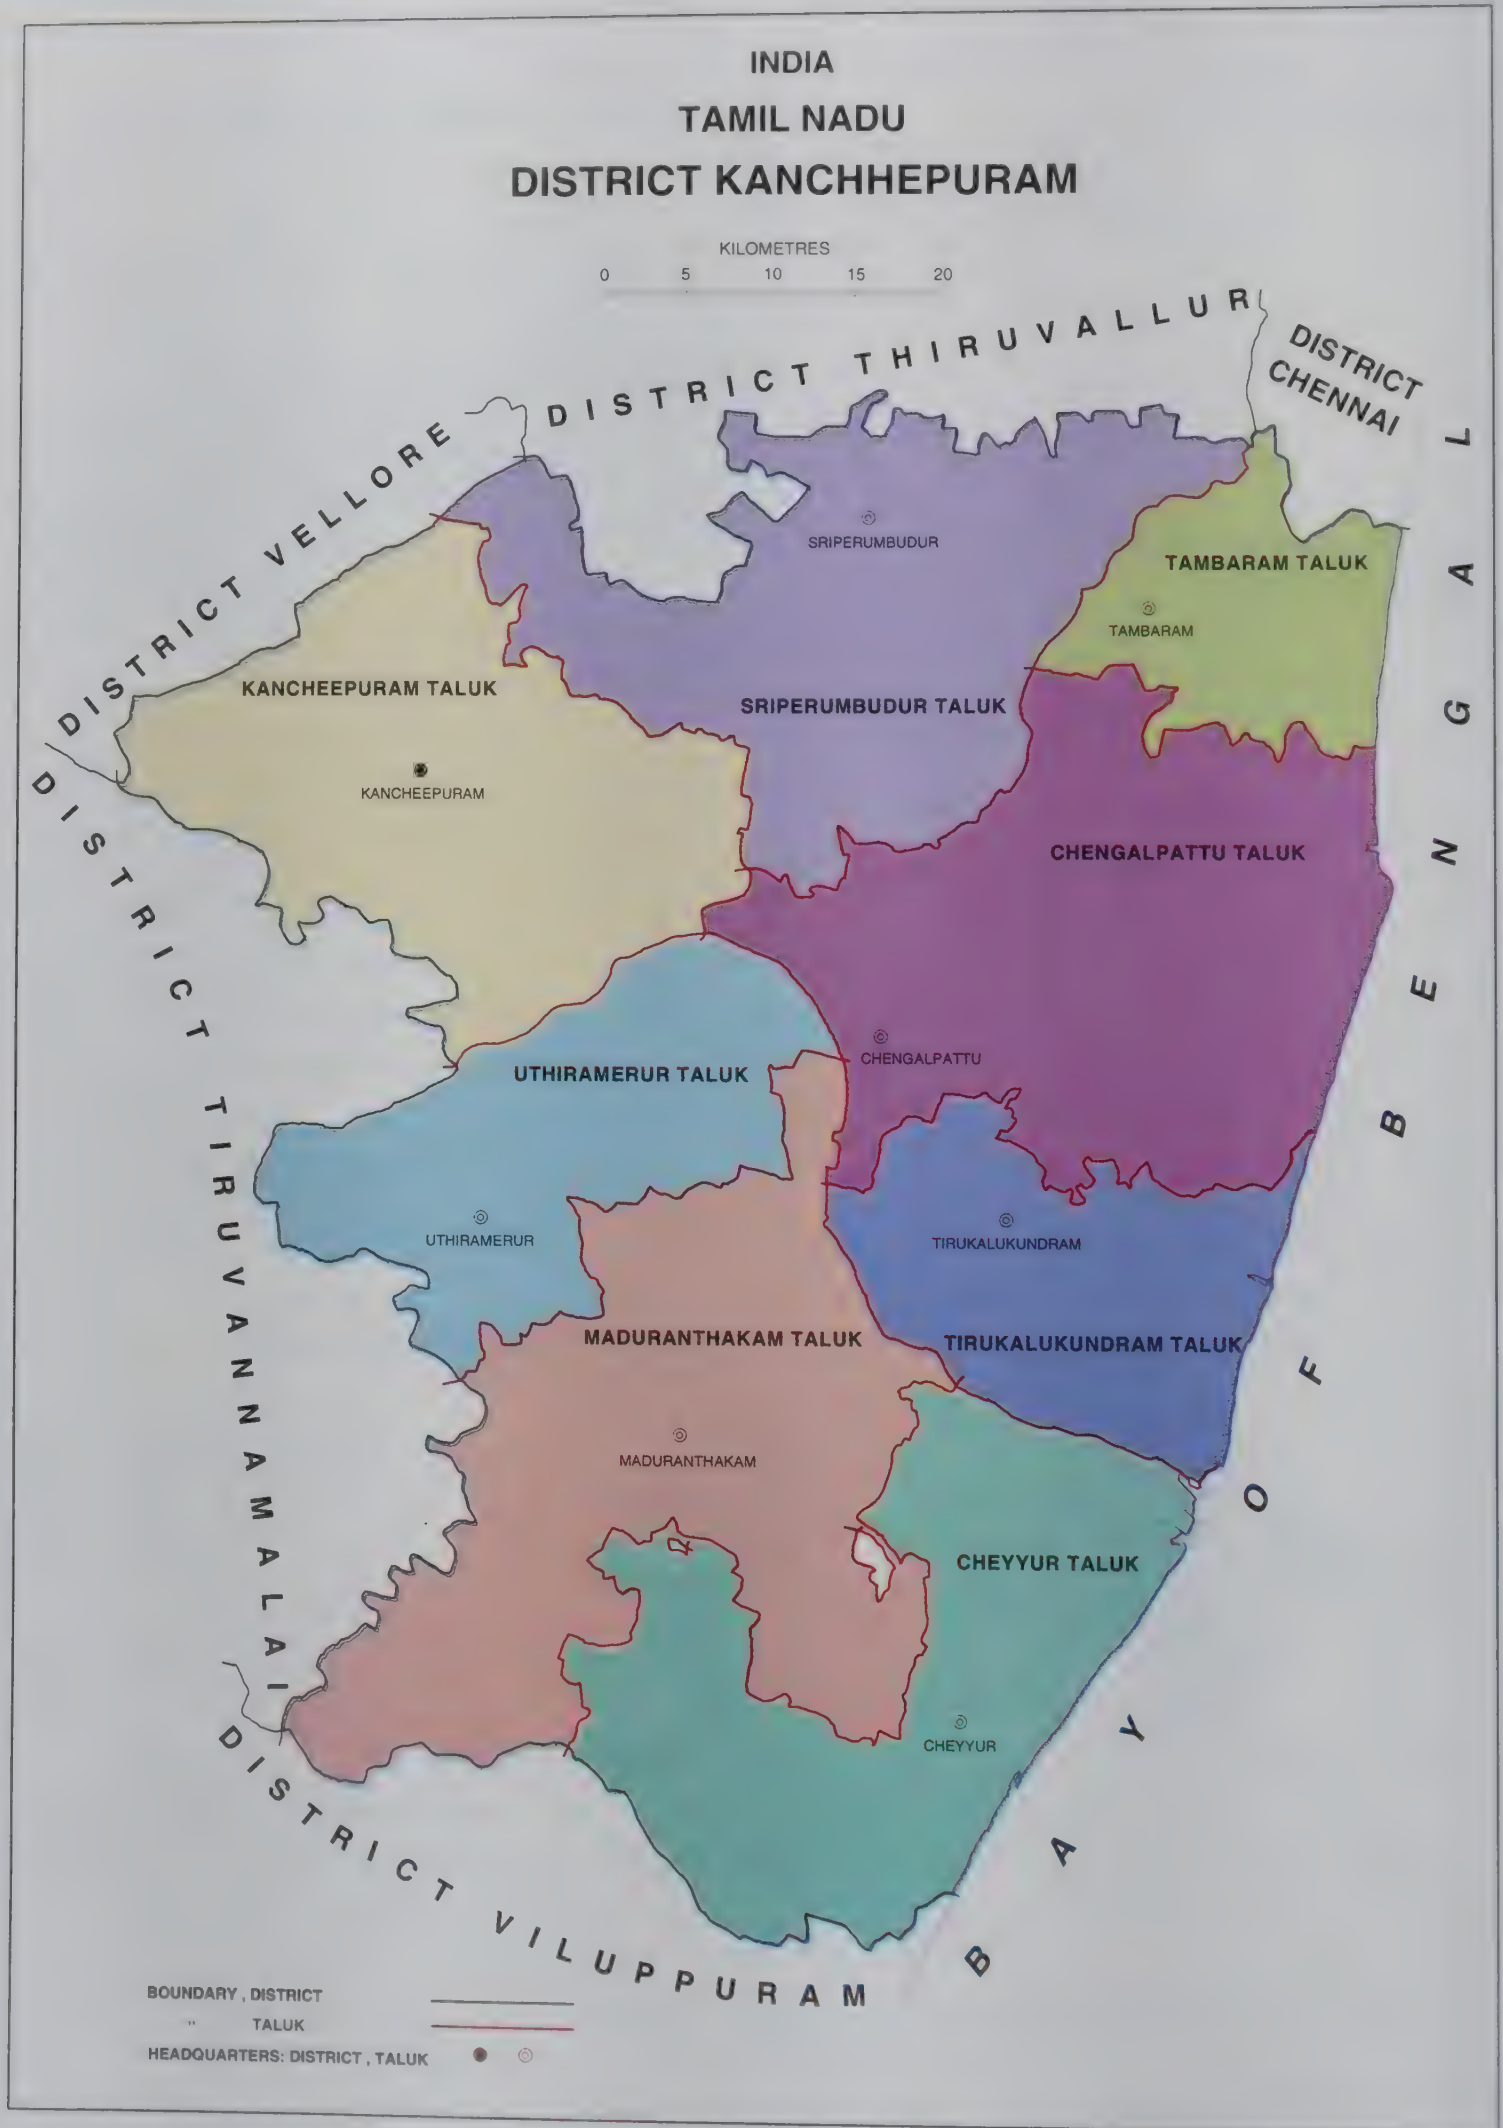 INDIA
TAMIL NADU
DISTRICT KANCHHEPURAM
KILOMETRES
0 5 10 15 20
DISTRICT THIRUVALLUR
DISTRICT
CHENNAI
DISTRICT VELLORE
SRIPERUMBUDUR
TAMBARAM TALUK
TAMBARAM
KANCHEEPURAM TALUK
SRIPERUMBUDUR TALUK
KANCHEEPURAM
CHENGALPATTU TALUK
CHENGALPATTU
UTHIRAMERUR TALUK
UTHIRAMERUR
TIRUKALUKUNDRAM
MADURANTHAKAM TALUK
TIRUKALUKUNDRAM TALUK
MADURANTHAKAM
CHEYYUR TALUK
CHEYYUR
DISTRICT TIRUVANNAMALAI
DISTRICT VILUPPURAM
BAY OF BENGAL
BOUNDARY, DISTRICT
" TALUK
HEADQUARTERS: DISTRICT, TALUK